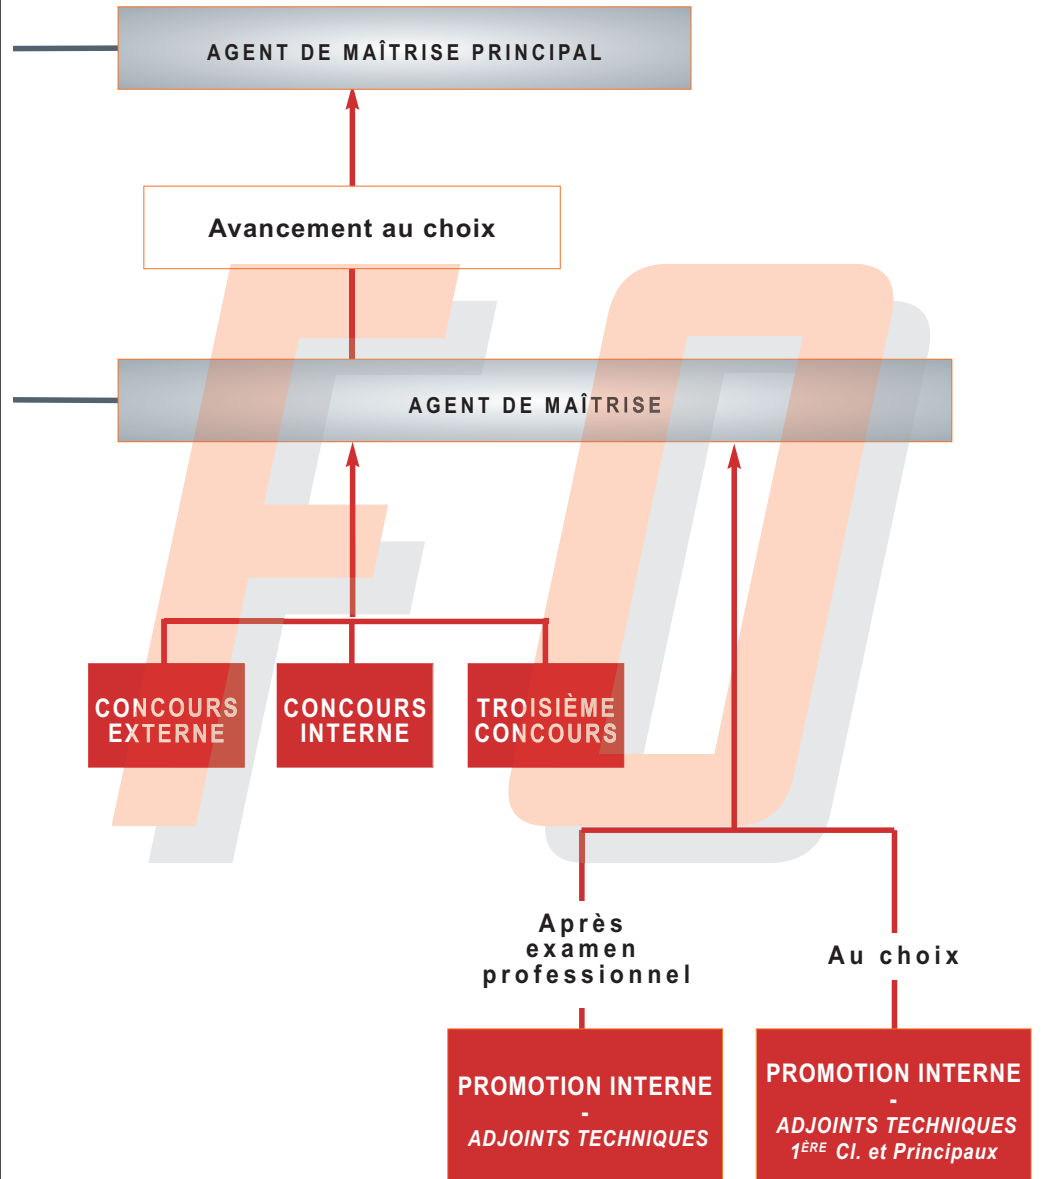 AGENT DE MAÎTRISE PRINCIPAL
Avancement au choix
FO
AGENT DE MAÎTRISE
CONCOURS
EXTERNE
CONCOURS
INTERNE
TROISIÈME
CONCOURS
Après
examen
professionnel
Au choix
PROMOTION INTERNE
-
ADJOINTS TECHNIQUES
PROMOTION INTERNE
-
ADJOINTS TECHNIQUES
1ÈRE Cl. et Principaux